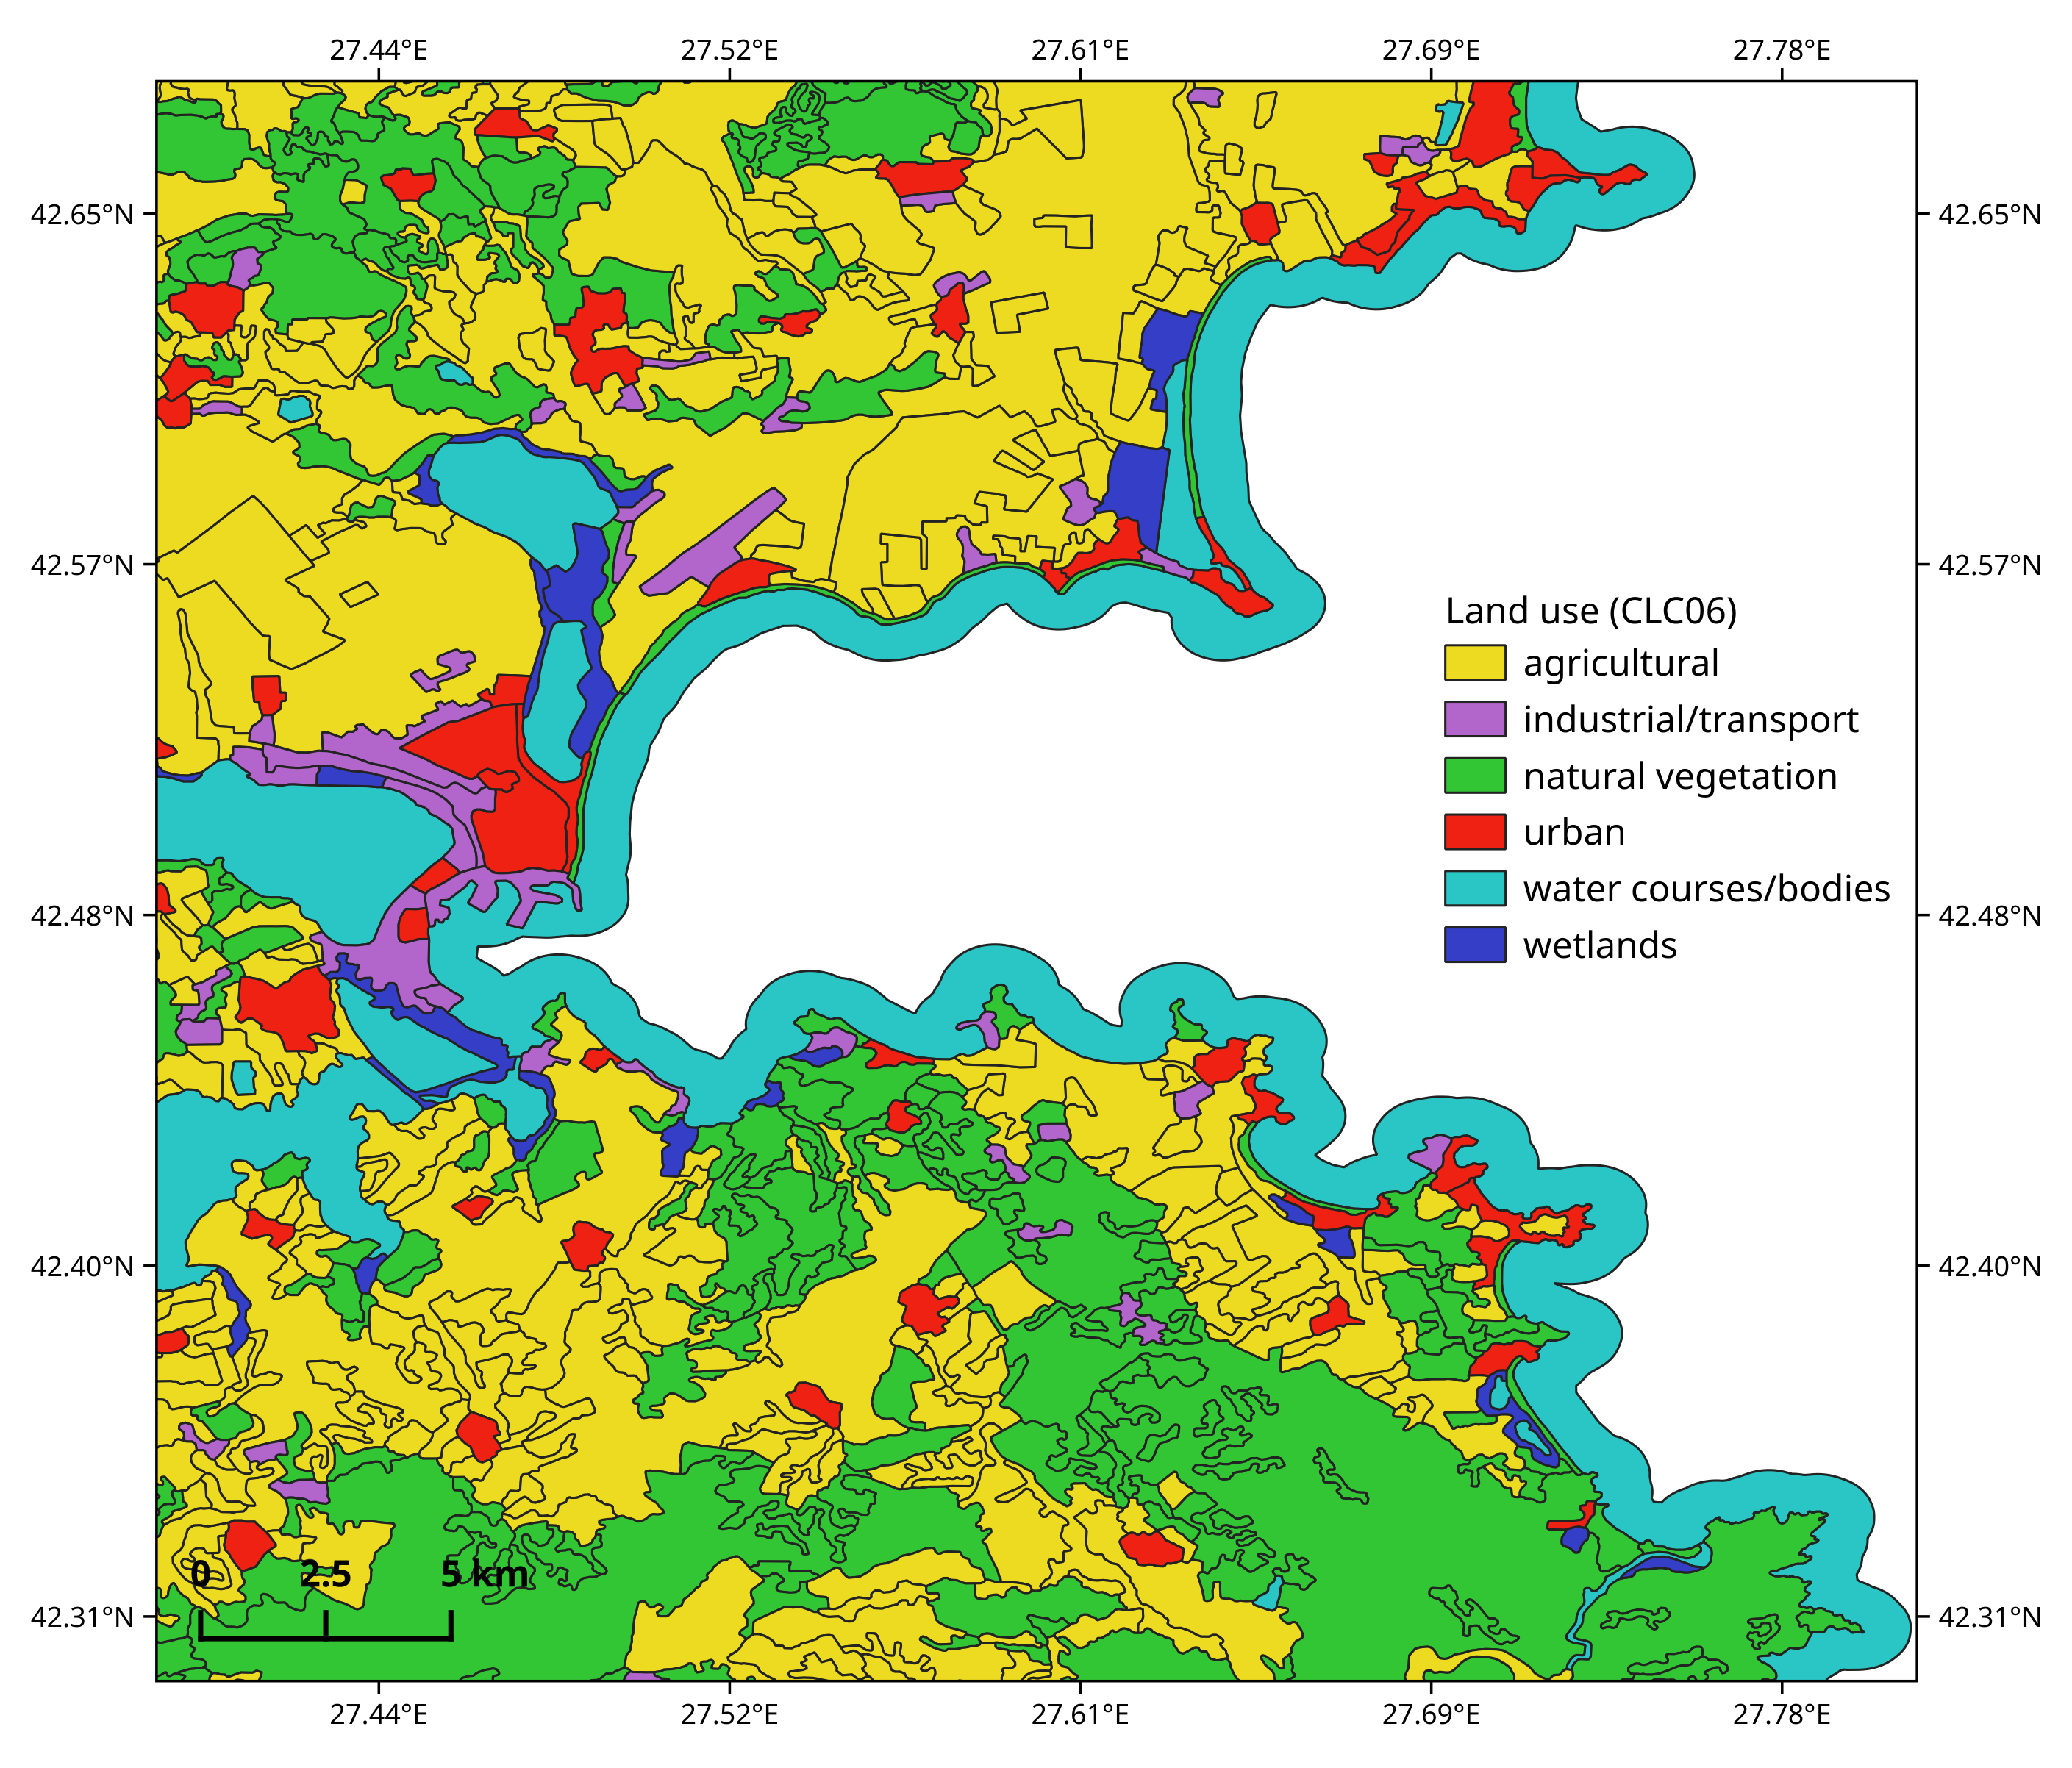 27.44°E 27.52°E 27.61°E 27.69°E 27.78°E
42.65°N 42.65°N
42.57°N 42.57°N
Land use (CLC06)
agricultural
industrial/transport
natural vegetation
urban
water courses/bodies
42.48°N 42.48°N
wetlands
42.40°N 42.40°N
0 2.5 5 km
42.31°N 42.31°N
27.44°E 27.52°E 27.61°E 27.69°E 27.78°E